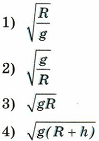 1) √(R/g)
2) √(g/R)
3) √(gR)
4) √(g(R + h))